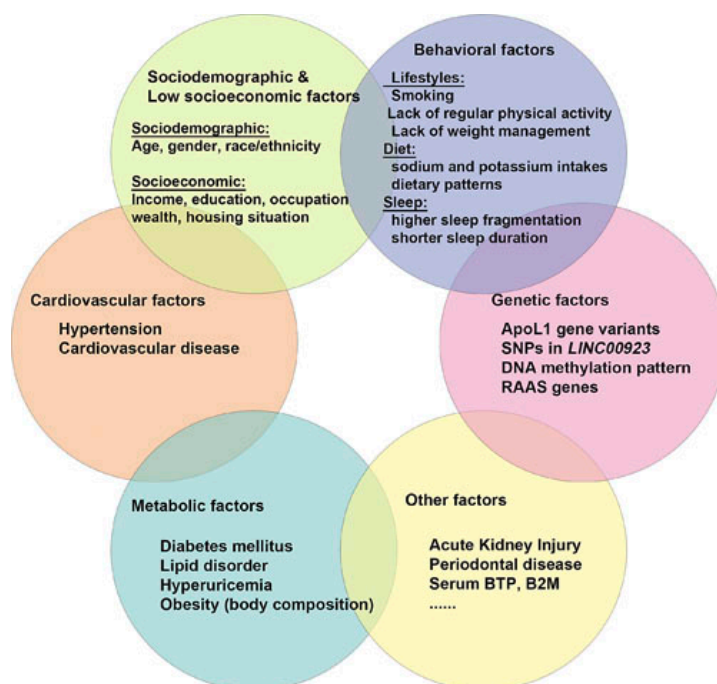 Sociodemographic &
Low socioeconomic factors
Sociodemographic:
Age, gender, race/ethnicity
Socioeconomic:
Income, education, occupation
wealth, housing situation
Behavioral factors
Lifestyles:
Smoking
Lack of regular physical activity
Lack of weight management
Diet:
sodium and potassium intakes
dietary patterns
Sleep:
higher sleep fragmentation
shorter sleep duration
Cardiovascular factors
Hypertension
Cardiovascular disease
Genetic factors
ApoL1 gene variants
SNPs in LINC00923
DNA methylation pattern
RAAS genes
Metabolic factors
Diabetes mellitus
Lipid disorder
Hyperuricemia
Obesity (body composition)
Other factors
Acute Kidney Injury
Periodontal disease
Serum BTP, B2M
......